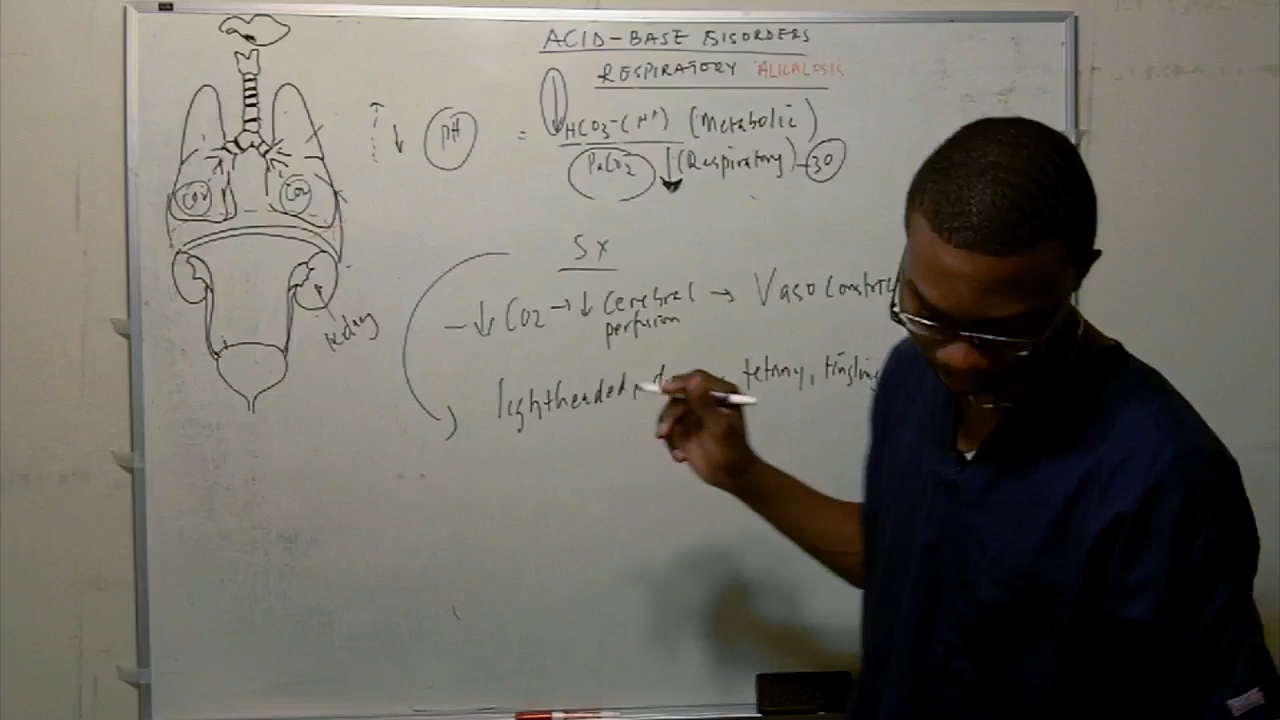 ACID-BASE DISORDERS
RESPIRATORY ALKALOSIS
PH = HCO3-(H+) (Metabolic)
PaCO2 (Respiratory) 30
CO2 CO2
Sx
- ↓ CO2 → ↓ Cerebral → Vasoconstric
perfusion
kidney
lightheaded, tetany, tingling